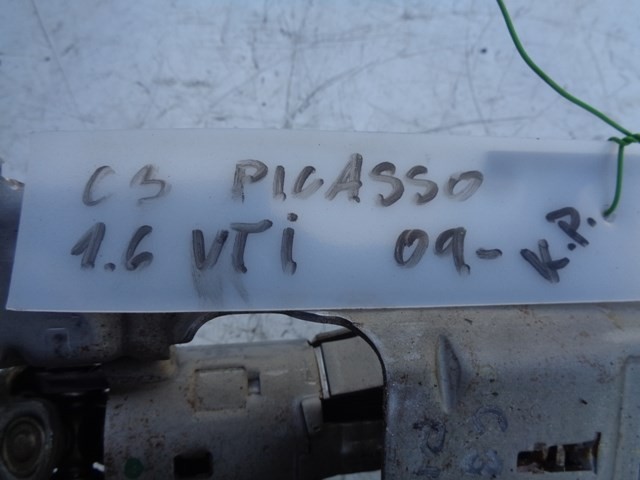 C3 PICASSO
1.6 VTi 09- K.P.